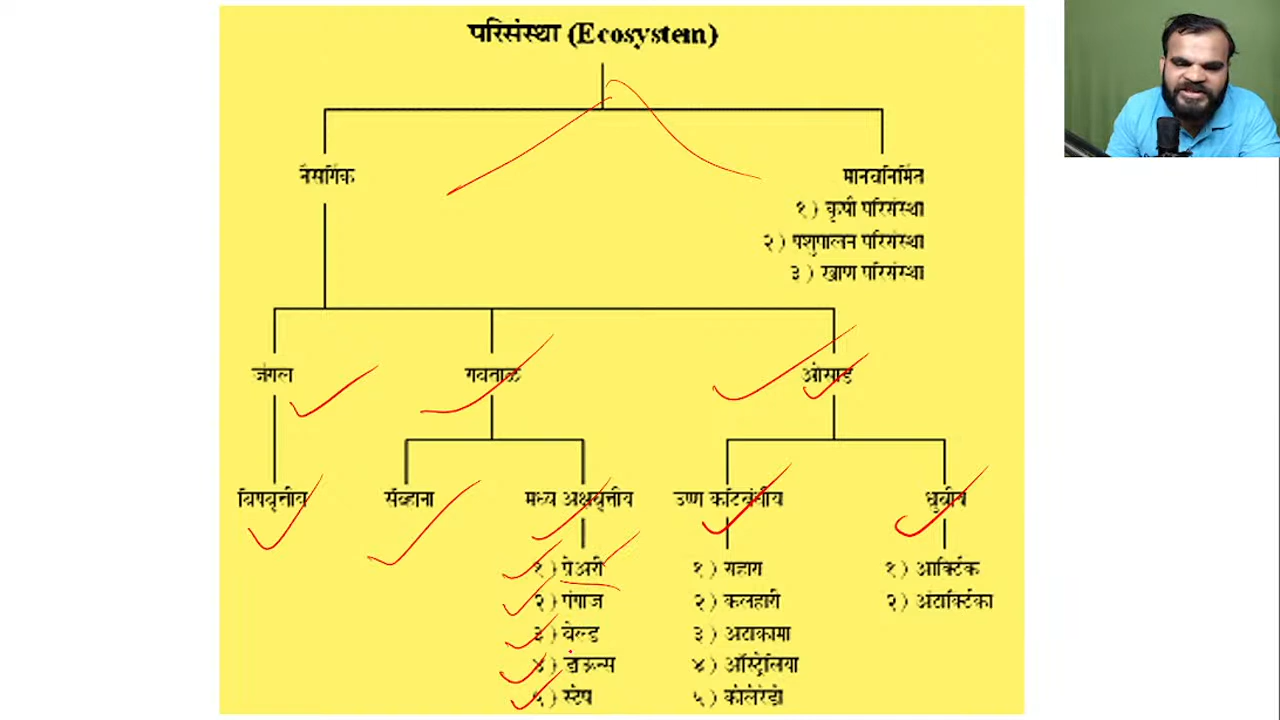 परिसंस्था (Ecosystem)
नैसर्गिक
मानवनिर्मित
१) कृषी परिसंस्था
२) पशुपालन परिसंस्था
३) खाण परिसंस्था
जंगल
गवताळ
ओसाड
विषववृत्तीय
सॅव्हाना
मध्य अक्षवृत्तीय
उष्ण कटिबंधीय
ध्रुवीय
१) प्रेअरी
२) पंपाज
३) वेल्ड
४) डाऊन्स
५) स्टेप
१) सहारा
२) कलहारी
३) अटाकामा
४) ऑस्ट्रेलिया
५) कोलेरेडो
१) आर्क्टिक
२) अंटार्क्टिका